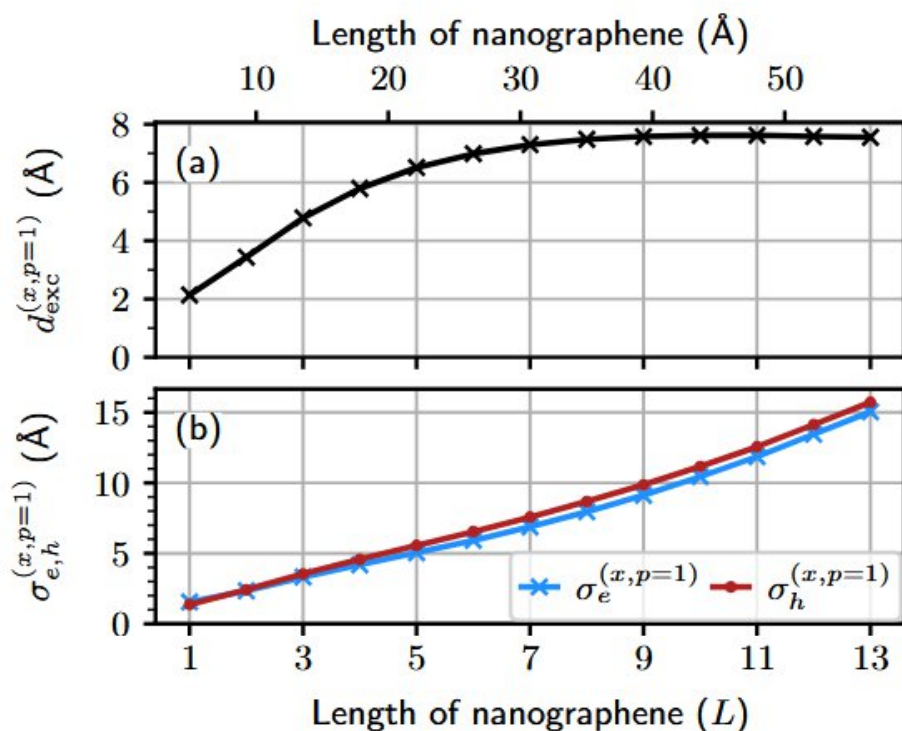 Length of nanographene (Å)
10 20 30 40 50
(a)
8
6
4
2
0
d_exc^(x,p=1) (Å)
(b)
15
10
5
0
σ_e,h^(x,p=1) (Å)
σ_e^(x,p=1) σ_h^(x,p=1)
1 3 5 7 9 11 13
Length of nanographene (L)